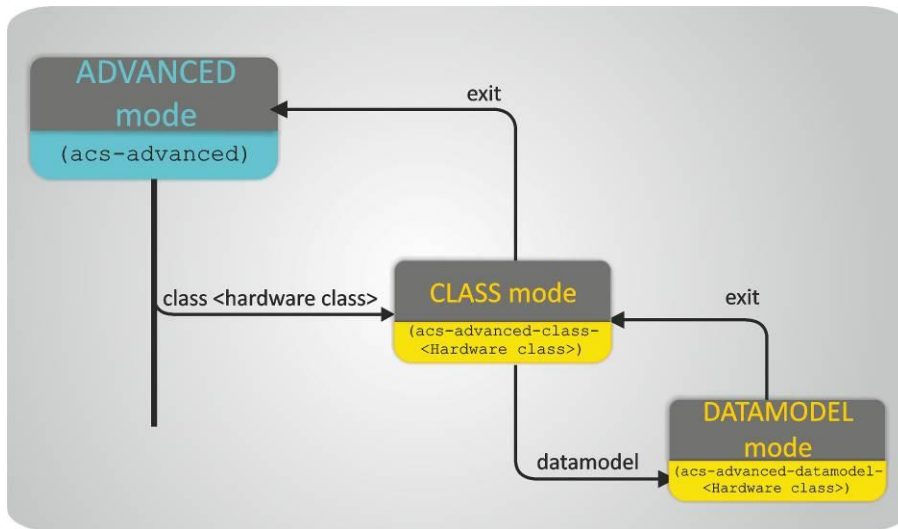 ADVANCED
mode
(acs-advanced)
exit
class <hardware class>
CLASS mode
(acs-advanced-class-
<Hardware class>)
exit
datamodel
DATAMODEL
mode
(acs-advanced-datamodel-
<Hardware class>)